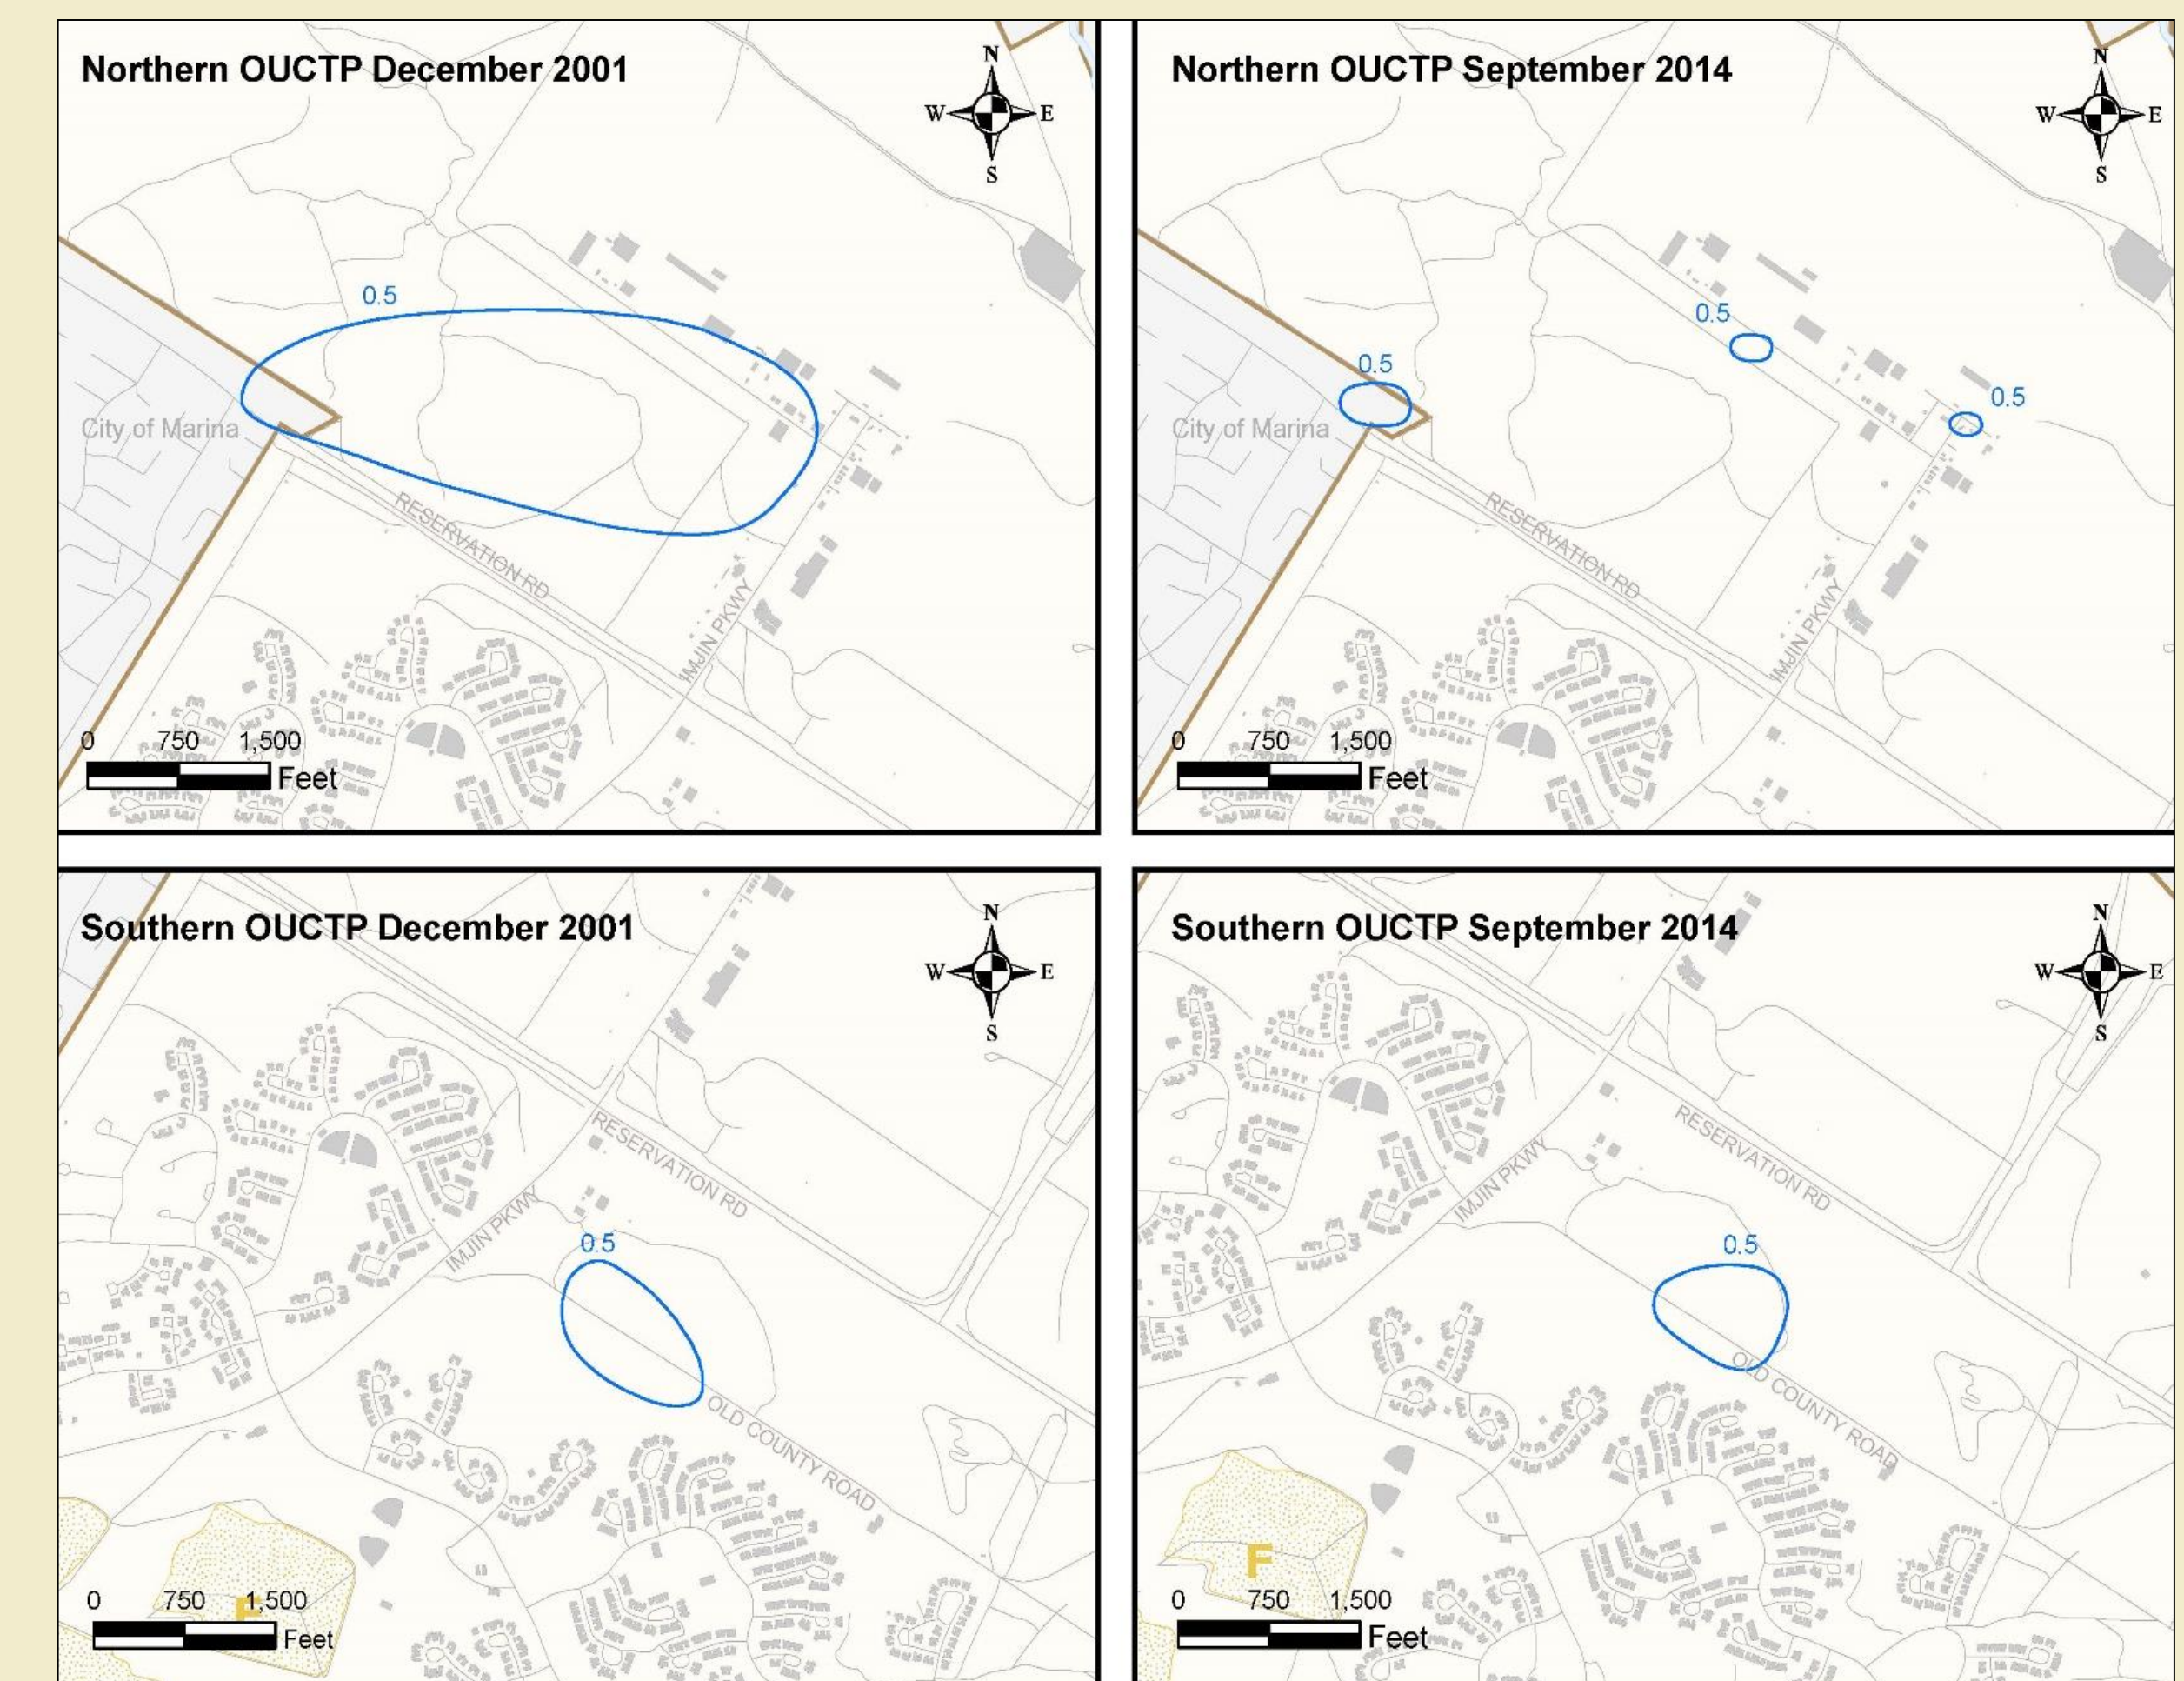 Northern OUCTP December 2001
N
W E
S
0.5
City of Marina
RESERVATION RD
IMJIN PKWY
0 750 1,500
Feet
Northern OUCTP September 2014
N
W E
S
0.5
0.5
0.5
City of Marina
RESERVATION RD
IMJIN PKWY
0 750 1,500
Feet
Southern OUCTP December 2001
N
W E
S
RESERVATION RD
IMJIN PKWY
0.5
OLD COUNTY ROAD
F
0 750 1,500
Feet
Southern OUCTP September 2014
N
W E
S
RESERVATION RD
IMJIN PKWY
0.5
OLD COUNTY ROAD
F
0 750 1,500
Feet